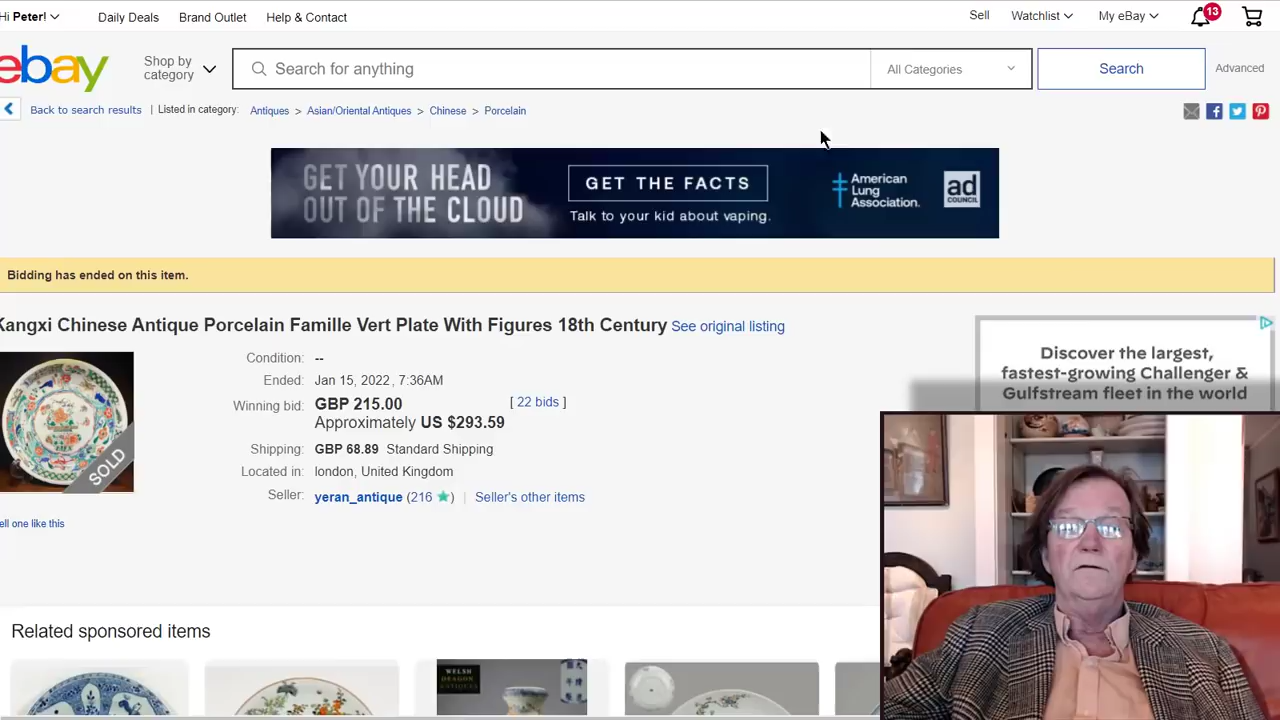 Hi Peter!
Daily Deals
Brand Outlet
Help & Contact
Sell
Watchlist
My eBay
13
ebay
Shop by
category
Search for anything
All Categories
Search
Advanced
Back to search results
Listed in category:
Antiques > Asian/Oriental Antiques > Chinese > Porcelain
GET YOUR HEAD
OUT OF THE CLOUD
GET THE FACTS
Talk to your kid about vaping.
American
Lung
Association.
ad
COUNCIL
Bidding has ended on this item.
Kangxi Chinese Antique Porcelain Famille Vert Plate With Figures 18th Century See original listing
SOLD
Condition: --
Ended: Jan 15, 2022 , 7:36AM
Winning bid: GBP 215.00 [ 22 bids ]
Approximately US $293.59
Shipping: GBP 68.89 Standard Shipping
Located in: london, United Kingdom
Seller: yeran_antique (216 ) | Seller's other items
ell one like this
Discover the largest,
fastest-growing Challenger &
Gulfstream fleet in the world
Related sponsored items
WELSH
DRAGON
ANTIQUES